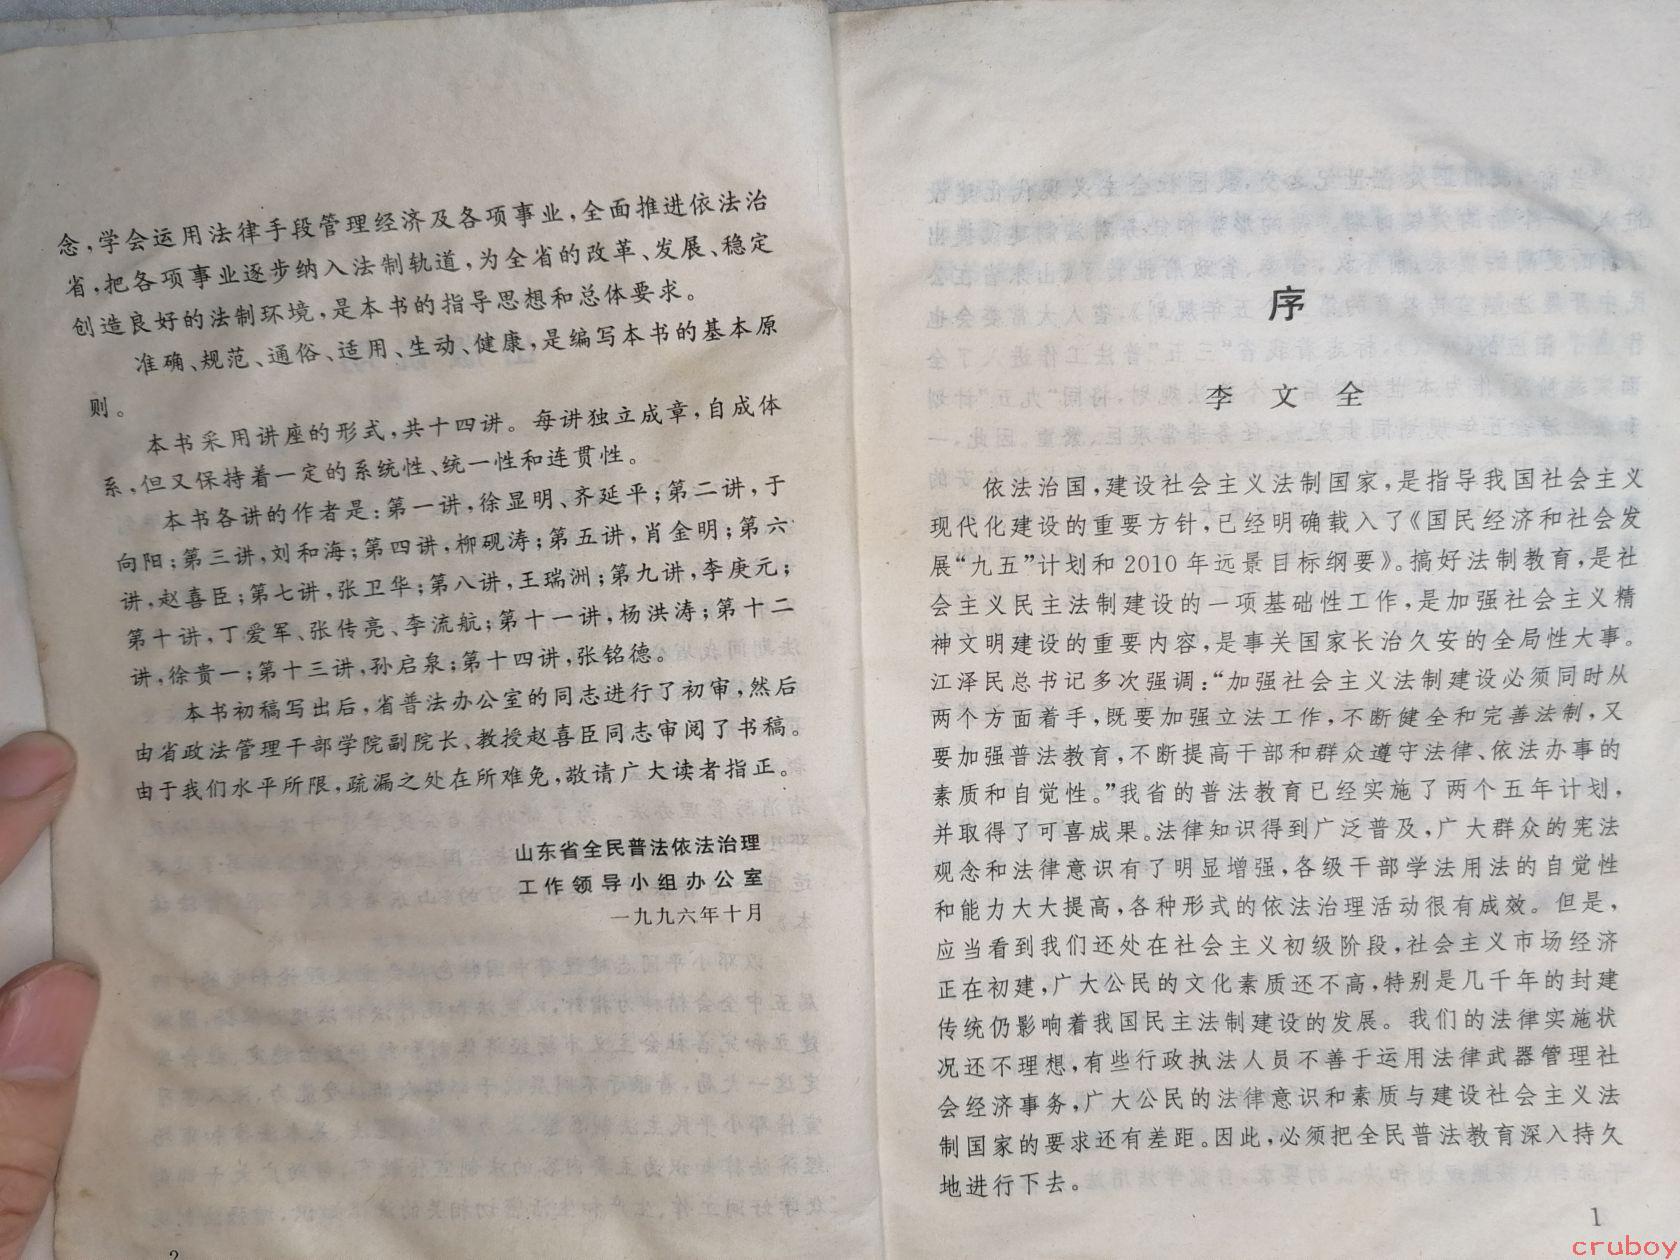 念，学会运用法律手段管理经济及各项事业，全面推进依法治
省，把各项事业逐步纳入法制轨道，为全省的改革、发展、稳定
创造良好的法制环境，是本书的指导思想和总体要求。
准确、规范、通俗、适用、生动、健康，是编写本书的基本原
则。
本书采用讲座的形式，共十四讲。每讲独立成章，自成体
系，但又保持着一定的系统性、统一性和连贯性。
本书各讲的作者是：第一讲，徐显明、齐延平；第二讲，于
向阳；第三讲，刘和海；第四讲，柳砚涛；第五讲，肖金明；第六
讲，赵喜臣；第七讲，张卫华；第八讲，王瑞洲；第九讲，李庚元；
第十讲，丁爱军、张传亮、李流航；第十一讲，杨洪涛；第十二
讲，徐贵一；第十三讲，孙启泉；第十四讲，张铭德。
本书初稿写出后，省普法办公室的同志进行了初审，然后
由省政法管理干部学院副院长、教授赵喜臣同志审阅了书稿。
由于我们水平所限，疏漏之处在所难免，敬请广大读者指正。
山东省全民普法依法治理
工作领导小组办公室
一九九六年十月
2
序
李文全
依法治国，建设社会主义法制国家，是指导我国社会主义
现代化建设的重要方针，已经明确载入了《国民经济和社会发
展“九五”计划和2010年远景目标纲要》。搞好法制教育，是社
会主义民主法制建设的一项基础性工作，是加强社会主义精
神文明建设的重要内容，是事关国家长治久安的全局性大事。
江泽民总书记多次强调：“加强社会主义法制建设必须同时从
两个方面着手，既要加强立法工作，不断健全和完善法制，又
要加强普法教育，不断提高干部和群众遵守法律、依法办事的
素质和自觉性。”我省的普法教育已经实施了两个五年计划，
并取得了可喜成果。法律知识得到广泛普及，广大群众的宪法
观念和法律意识有了明显增强，各级干部学法用法的自觉性
和能力大大提高，各种形式的依法治理活动很有成效。但是，
应当看到我们还处在社会主义初级阶段，社会主义市场经济
正在初建，广大公民的文化素质还不高，特别是几千年的封建
传统仍影响着我国民主法制建设的发展。我们的法律实施状
况还不理想，有些行政执法人员不善于运用法律武器管理社
会经济事务，广大公民的法律意识和素质与建设社会主义法
制国家的要求还有差距。因此，必须把全民普法教育深入持久
地进行下去。
1
cruboy